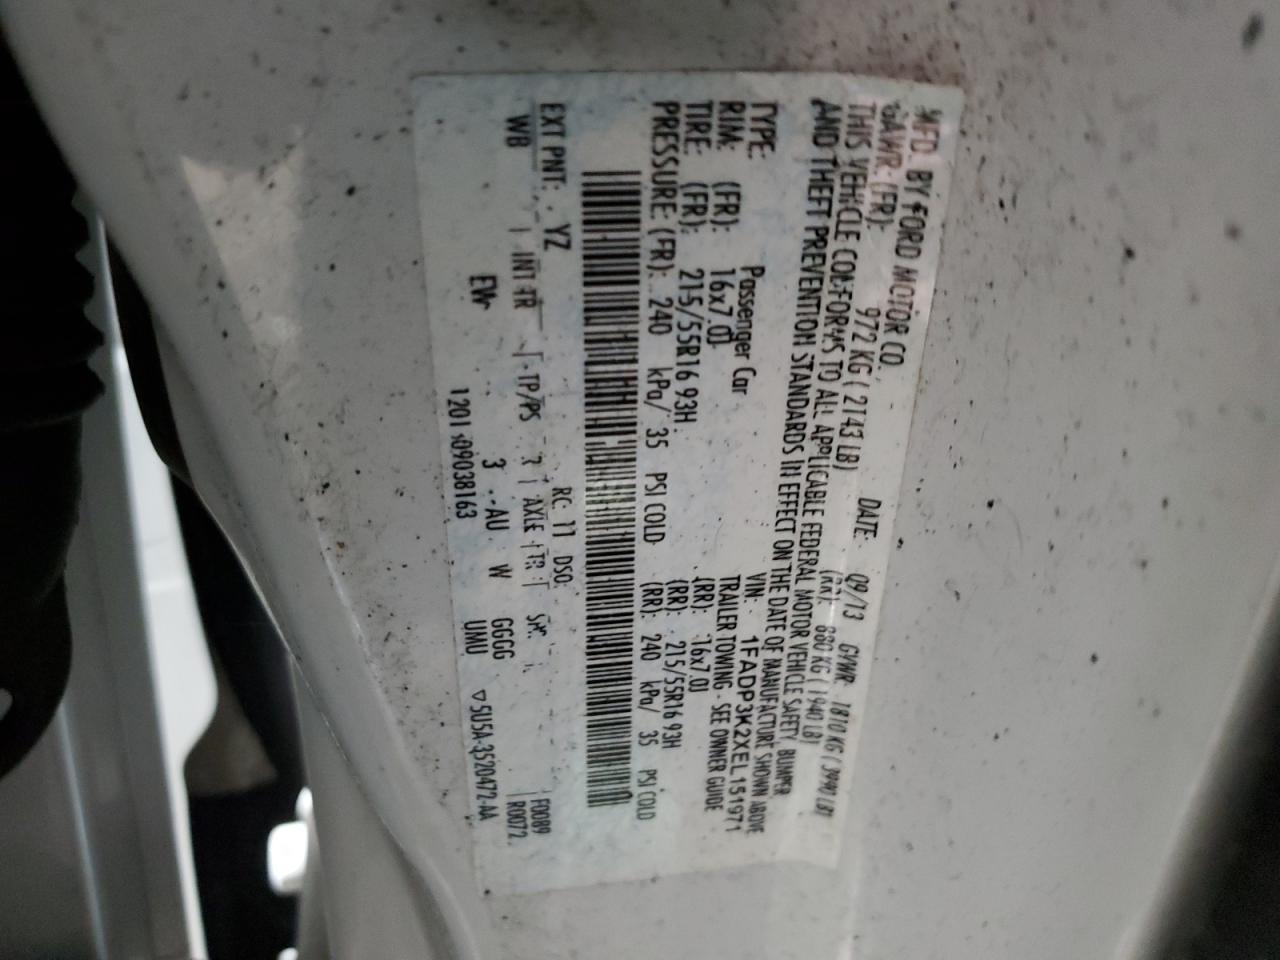 MFD. BY FORD MOTOR CO.
DATE: 09/13 GVWR: 1810 KG ( 3990 LB)
GAWR: (FR): 972 KG ( 2143 LB) (RR): 880 KG ( 1940 LB)
THIS VEHICLE CONFORMS TO ALL APPLICABLE FEDERAL MOTOR VEHICLE SAFETY, BUMPER,
AND THEFT PREVENTION STANDARDS IN EFFECT ON THE DATE OF MANUFACTURE SHOWN ABOVE
VIN: 1FADP3K2XEL151971
TYPE: Passenger Car TRAILER TOWING - SEE OWNER GUIDE
RIM: (FR): 16x7.0J (RR): 16x7.0J
TIRE: (FR): 215/55R16 93H (RR): 215/55R16 93H
PRESSURE: (FR): 240 kPa/ 35 PSI COLD (RR): 240 kPa/ 35 PSI COLD
EXT PNT: YZ RC: 11 DSO: F0089
WB INT TR TP/PS R AXLE TR SPR R0072
EW 3 AU W GGGG
UMU
1201309038163 ▽5U5A-3520472-AA